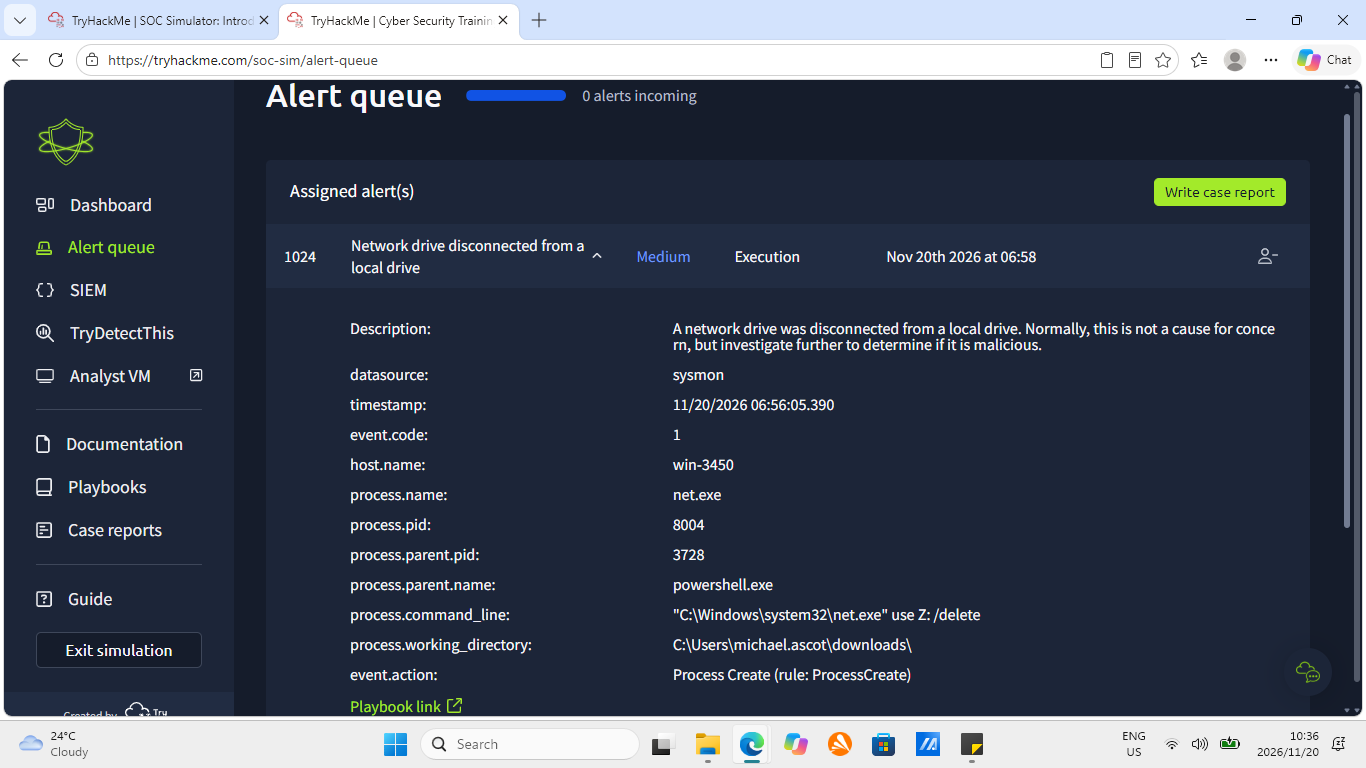 TryHackMe | SOC Simulator: Introd
TryHackMe | Cyber Security Trainin
https://tryhackme.com/soc-sim/alert-queue
Chat
Alert queue
0 alerts incoming
Dashboard
Alert queue
SIEM
TryDetectThis
Analyst VM
Documentation
Playbooks
Case reports
Guide
Exit simulation
Created by Try
Assigned alert(s)
Write case report
1024
Network drive disconnected from a
local drive
Medium
Execution
Nov 20th 2026 at 06:58
Description:
A network drive was disconnected from a local drive. Normally, this is not a cause for conce
rn, but investigate further to determine if it is malicious.
datasource:
sysmon
timestamp:
11/20/2026 06:56:05.390
event.code:
1
host.name:
win-3450
process.name:
net.exe
process.pid:
8004
process.parent.pid:
3728
process.parent.name:
powershell.exe
process.command_line:
"C:\Windows\system32\net.exe" use Z: /delete
process.working_directory:
C:\Users\michael.ascot\downloads\
event.action:
Process Create (rule: ProcessCreate)
Playbook link
24°C
Cloudy
Search
ENG
US
10:36
2026/11/20